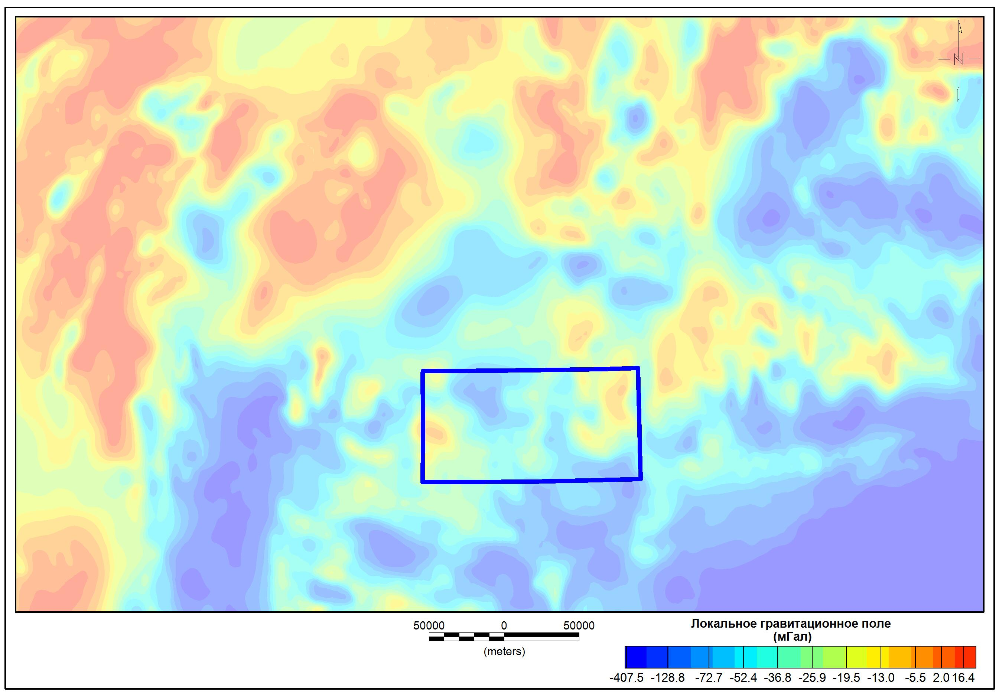 N
50000 0 50000
(meters)
Локальное гравитационное поле
(мГал)
-407.5 -128.8 -72.7 -52.4 -36.8 -25.9 -19.5 -13.0 -5.5 2.0 16.4